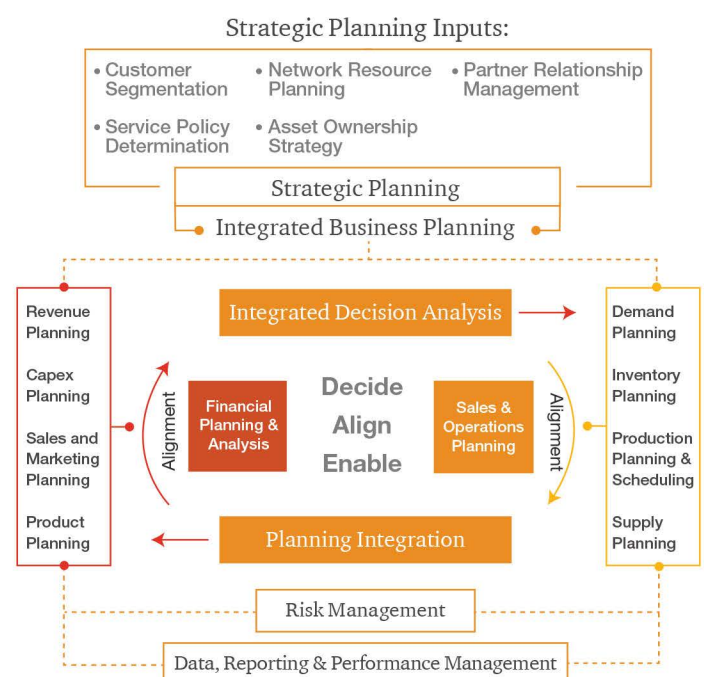 Strategic Planning Inputs:
• Customer Segmentation
• Network Resource Planning
• Partner Relationship Management
• Service Policy Determination
• Asset Ownership Strategy
Strategic Planning
Integrated Business Planning
Revenue
Planning
Capex
Planning
Sales and
Marketing
Planning
Product
Planning
Integrated Decision Analysis
Alignment
Financial
Planning &
Analysis
Decide
Align
Enable
Sales &
Operations
Planning
Alignment
Planning Integration
Demand
Planning
Inventory
Planning
Production
Planning &
Scheduling
Supply
Planning
Risk Management
Data, Reporting & Performance Management